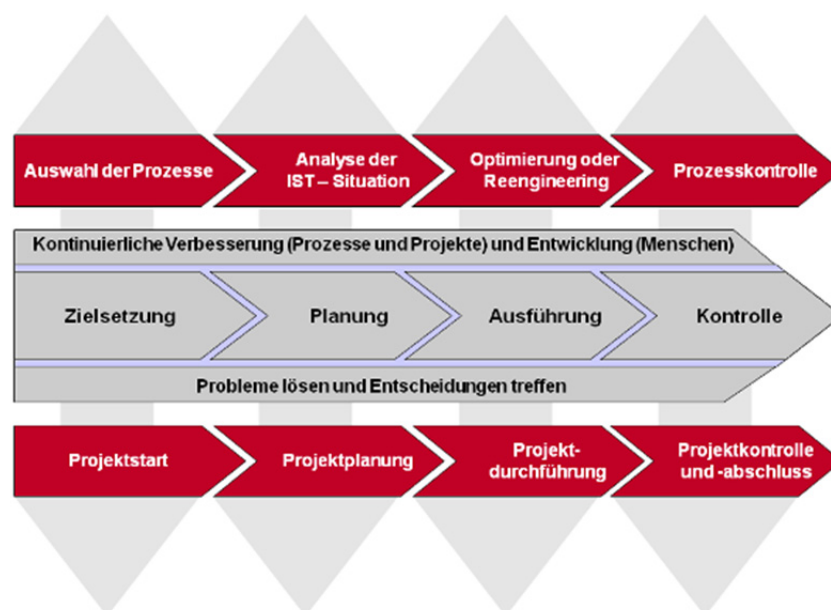 Auswahl der Prozesse
Analyse der
IST – Situation
Optimierung oder
Reengineering
Prozesskontrolle
Kontinuierliche Verbesserung (Prozesse und Projekte) und Entwicklung (Menschen)
Zielsetzung
Planung
Ausführung
Kontrolle
Probleme lösen und Entscheidungen treffen
Projektstart
Projektplanung
Projekt-
durchführung
Projektkontrolle
und -abschluss